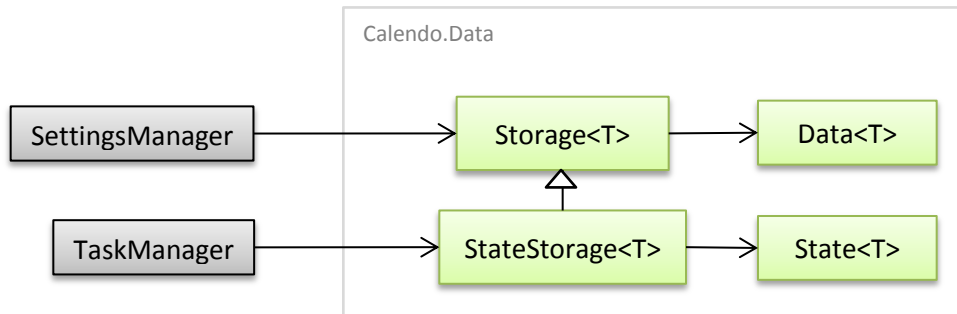 Calendo.Data
SettingsManager
Storage<T>
Data<T>
TaskManager
StateStorage<T>
State<T>